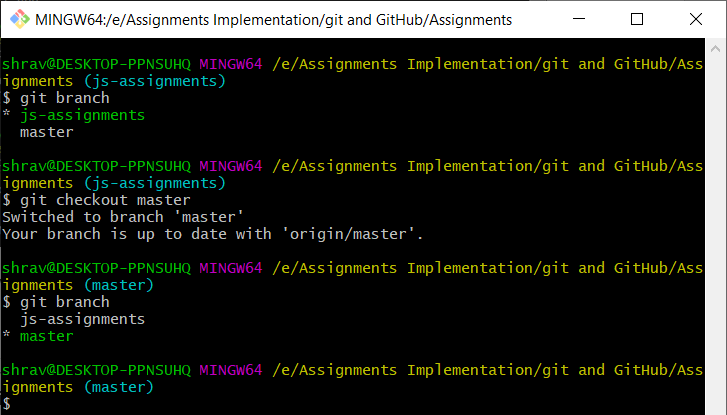 MINGW64:/e/Assignments Implementation/git and GitHub/Assignments
shrav@DESKTOP-PPNSUHQ MINGW64 /e/Assignments Implementation/git and GitHub/Ass
ignments (js-assignments)
$ git branch
* js-assignments
  master
shrav@DESKTOP-PPNSUHQ MINGW64 /e/Assignments Implementation/git and GitHub/Ass
ignments (js-assignments)
$ git checkout master
Switched to branch 'master'
Your branch is up to date with 'origin/master'.
shrav@DESKTOP-PPNSUHQ MINGW64 /e/Assignments Implementation/git and GitHub/Ass
ignments (master)
$ git branch
  js-assignments
* master
shrav@DESKTOP-PPNSUHQ MINGW64 /e/Assignments Implementation/git and GitHub/Ass
ignments (master)
$